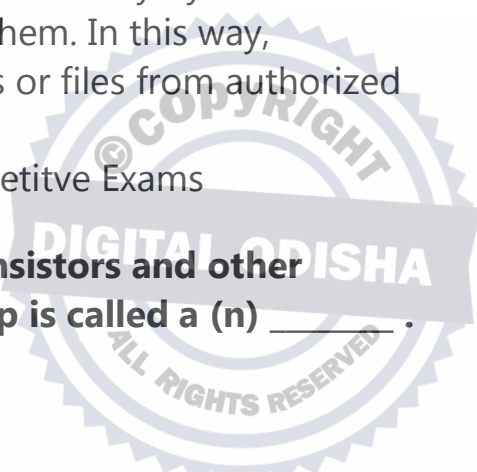 hem. In this way,
s or files from authorized
etitve Exams
nsistors and other
p is called a (n) _______ .
© COPYRIGHT
DIGITAL ODISHA
ALL RIGHTS RESERVED